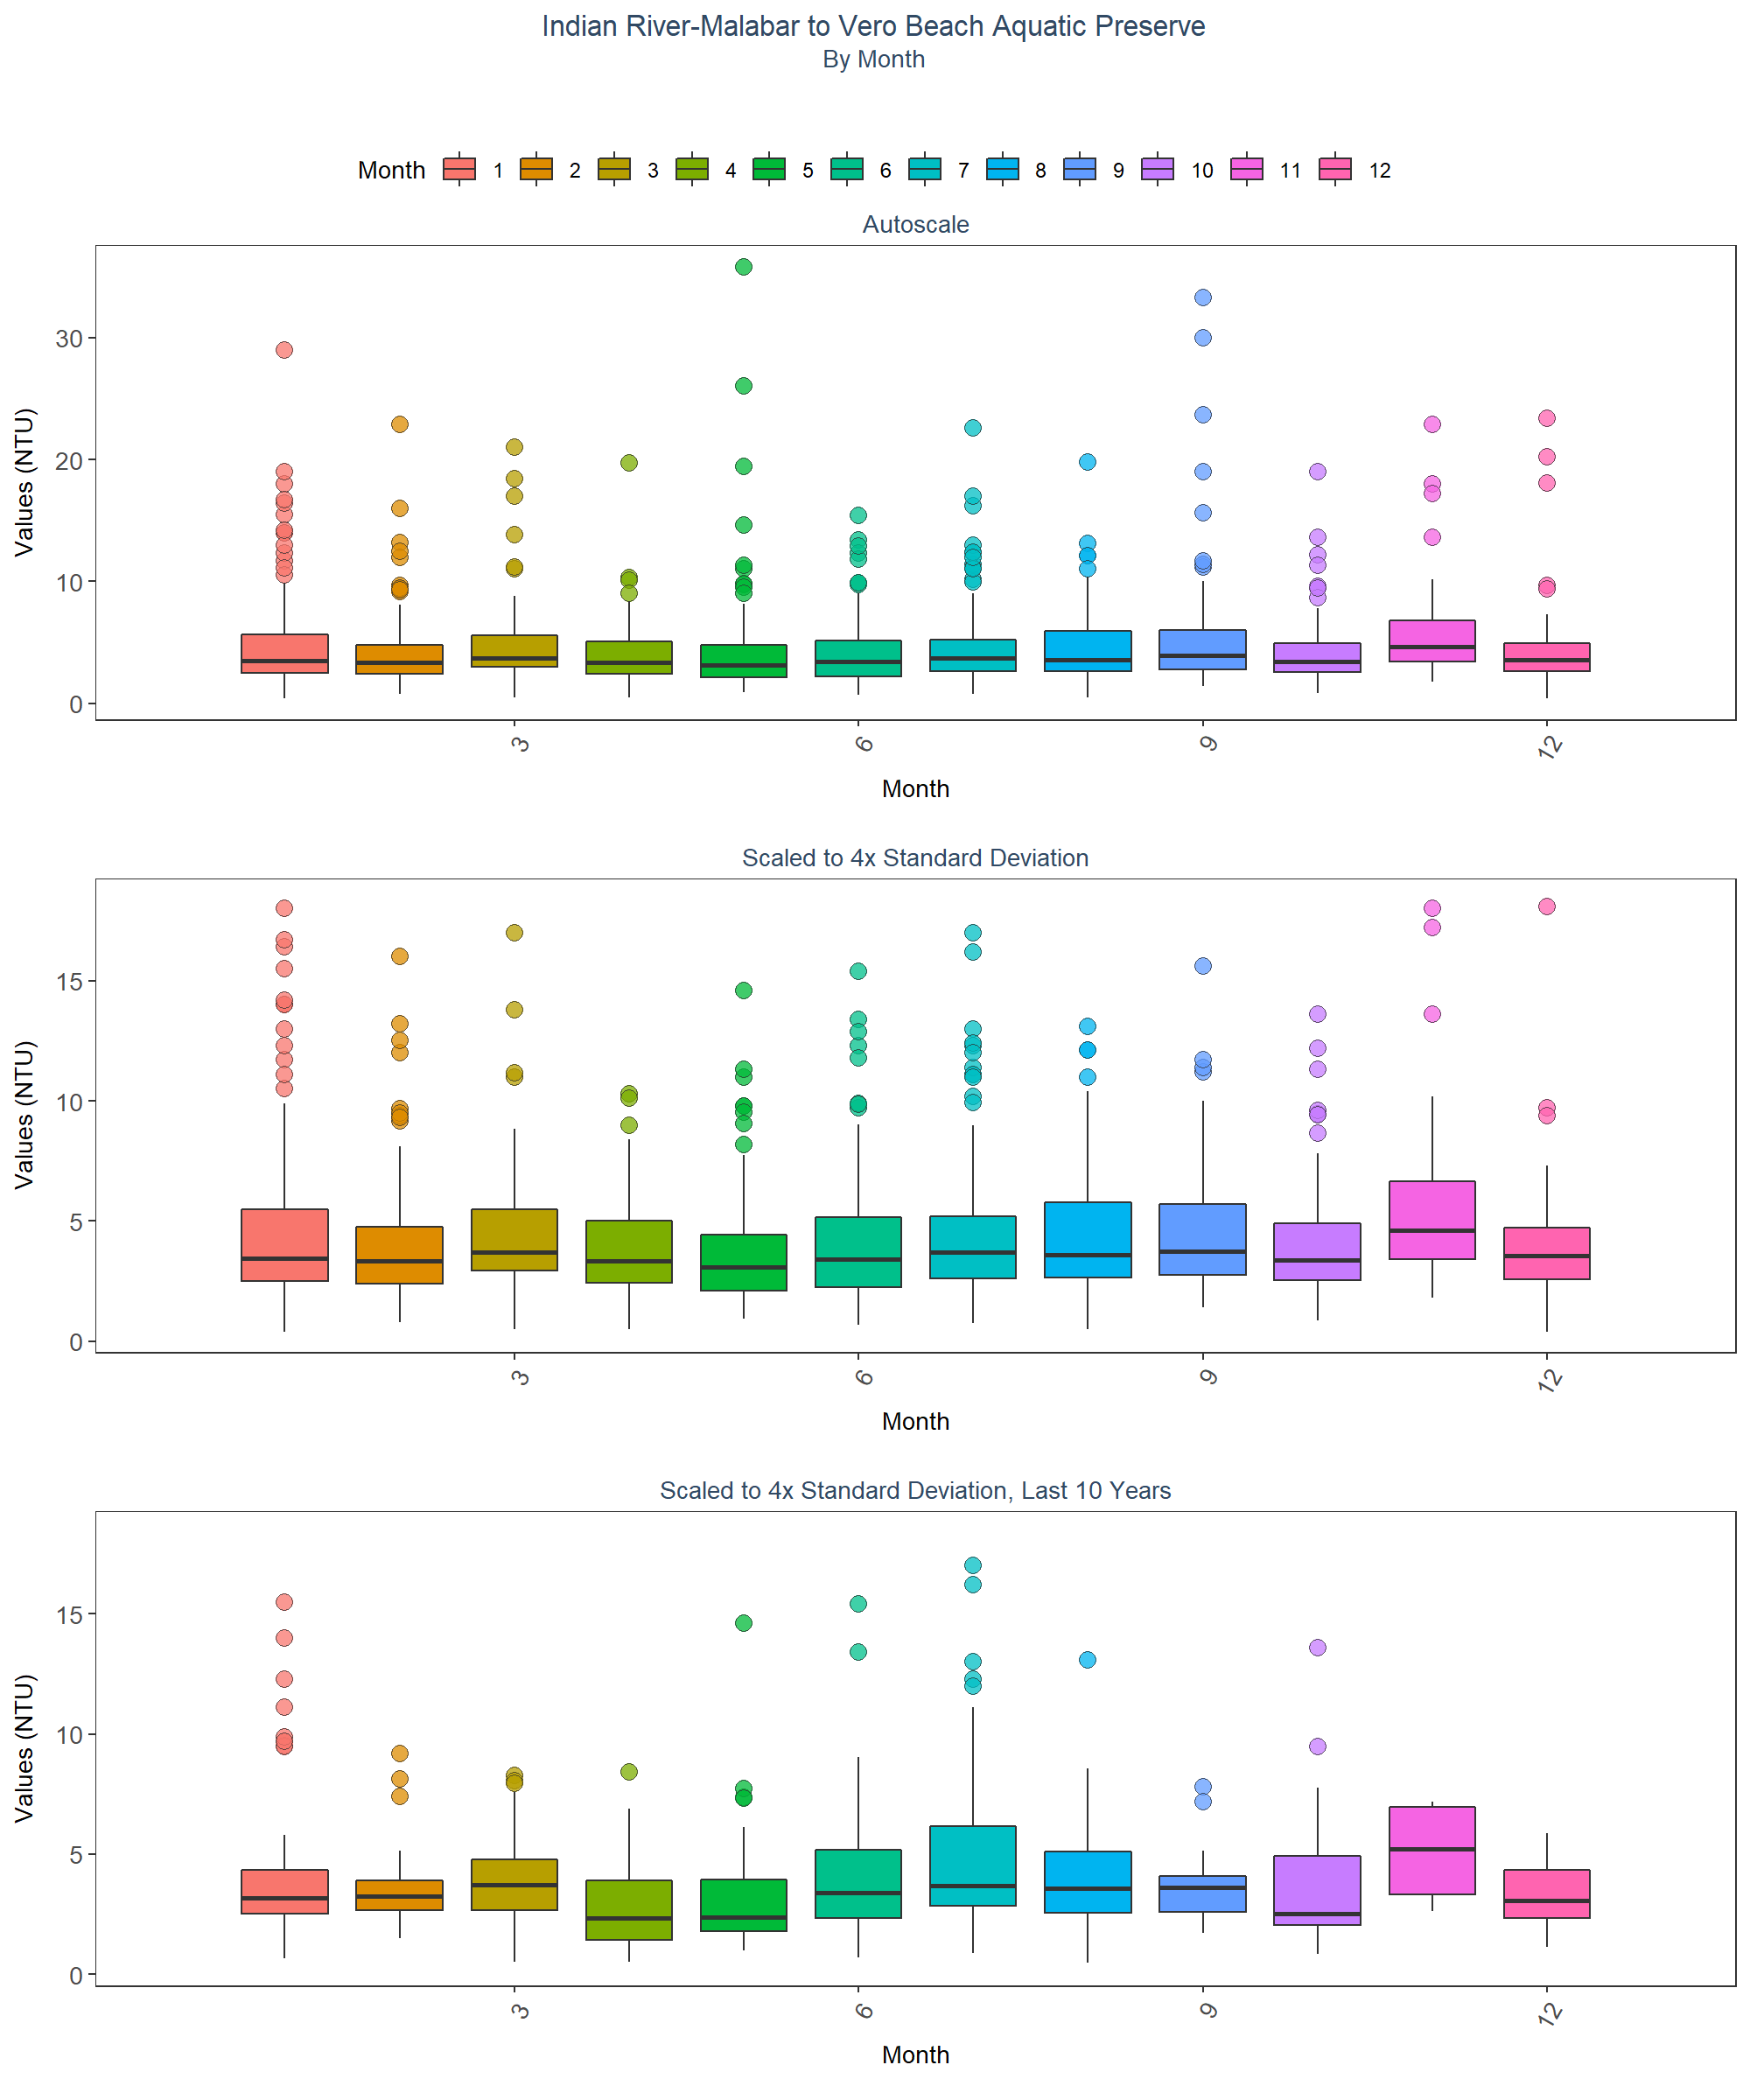 Indian River-Malabar to Vero Beach Aquatic Preserve
By Month
Month 1 2 3 4 5 6 7 8 9 10 11 12
Autoscale
Values (NTU)
30
20
10
0
3 6 9 12
Month
Scaled to 4x Standard Deviation
Values (NTU)
15
10
5
0
3 6 9 12
Month
Scaled to 4x Standard Deviation, Last 10 Years
Values (NTU)
15
10
5
0
3 6 9 12
Month